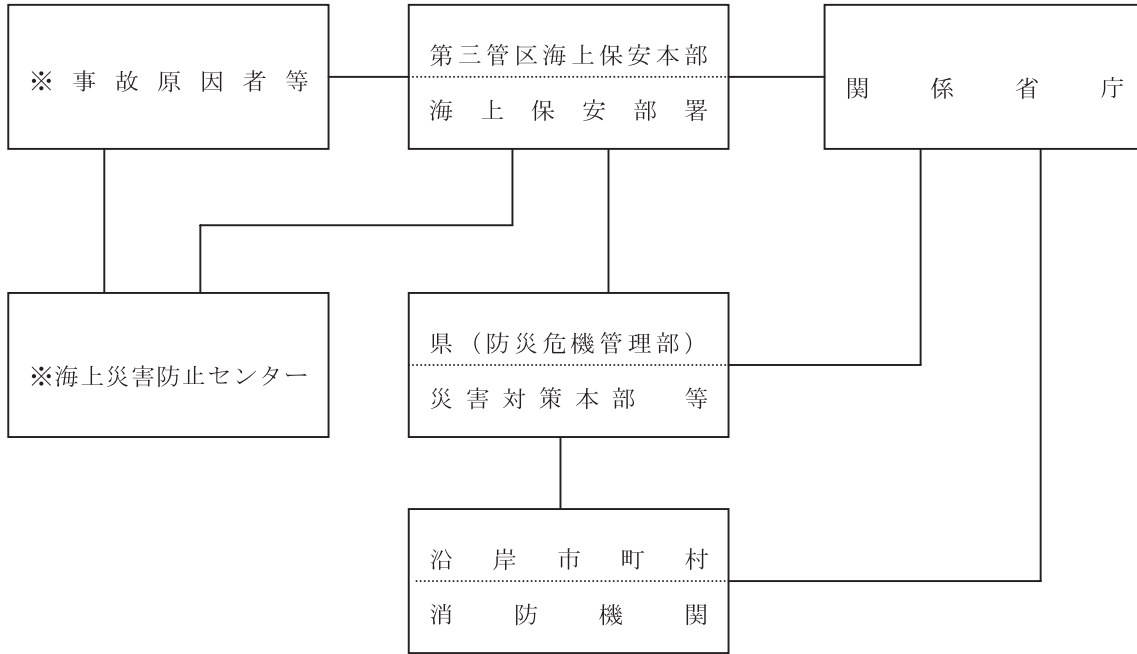 ※事故原因者等
第三管区海上保安本部
海上保安部署
関係省庁
※海上災害防止センター
県（防災危機管理部）
災害対策本部 等
沿岸市町村
消防機関